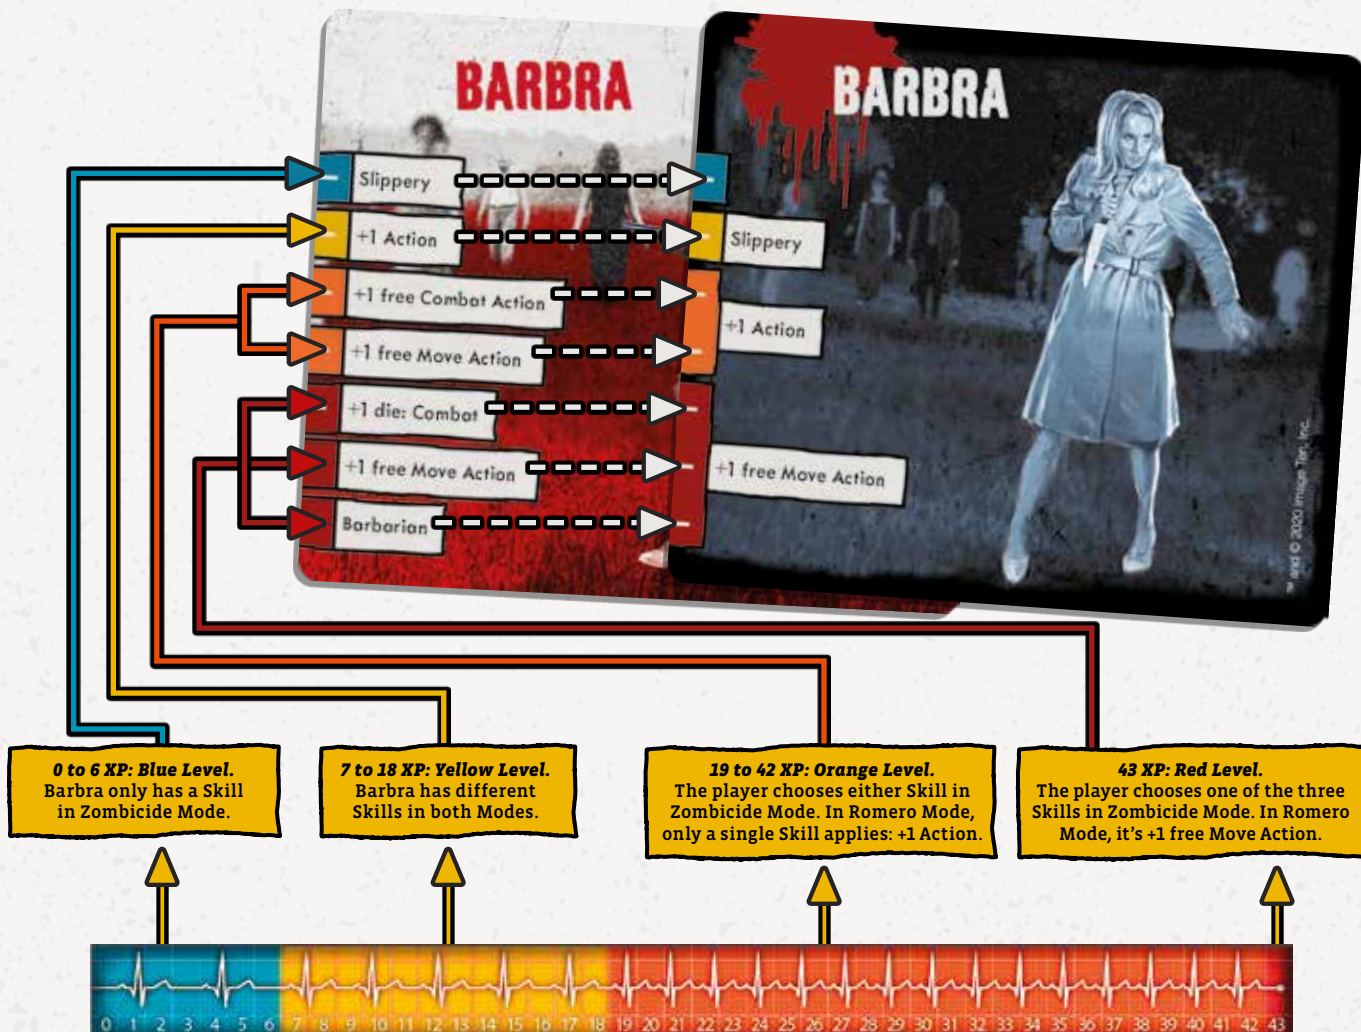 BARBRA
Slippery
+1 Action
+1 free Combat Action
+1 free Move Action
+1 die: Combat
+1 free Move Action
Barbarian
BARBRA
Slippery
+1 Action
+1 free Move Action
™ and © 2020 Image Ten, Inc.
0 to 6 XP: Blue Level.
Barbra only has a Skill
in Zombicide Mode.
7 to 18 XP: Yellow Level.
Barbra has different
Skills in both Modes.
19 to 42 XP: Orange Level.
The player chooses either Skill in
Zombicide Mode. In Romero Mode,
only a single Skill applies: +1 Action.
43 XP: Red Level.
The player chooses one of the three
Skills in Zombicide Mode. In Romero
Mode, it's +1 free Move Action.
0 1 2 3 4 5 6 7 8 9 10 11 12 13 14 15 16 17 18 19 20 21 22 23 24 25 26 27 28 29 30 31 32 33 34 35 36 37 38 39 40 41 42 43